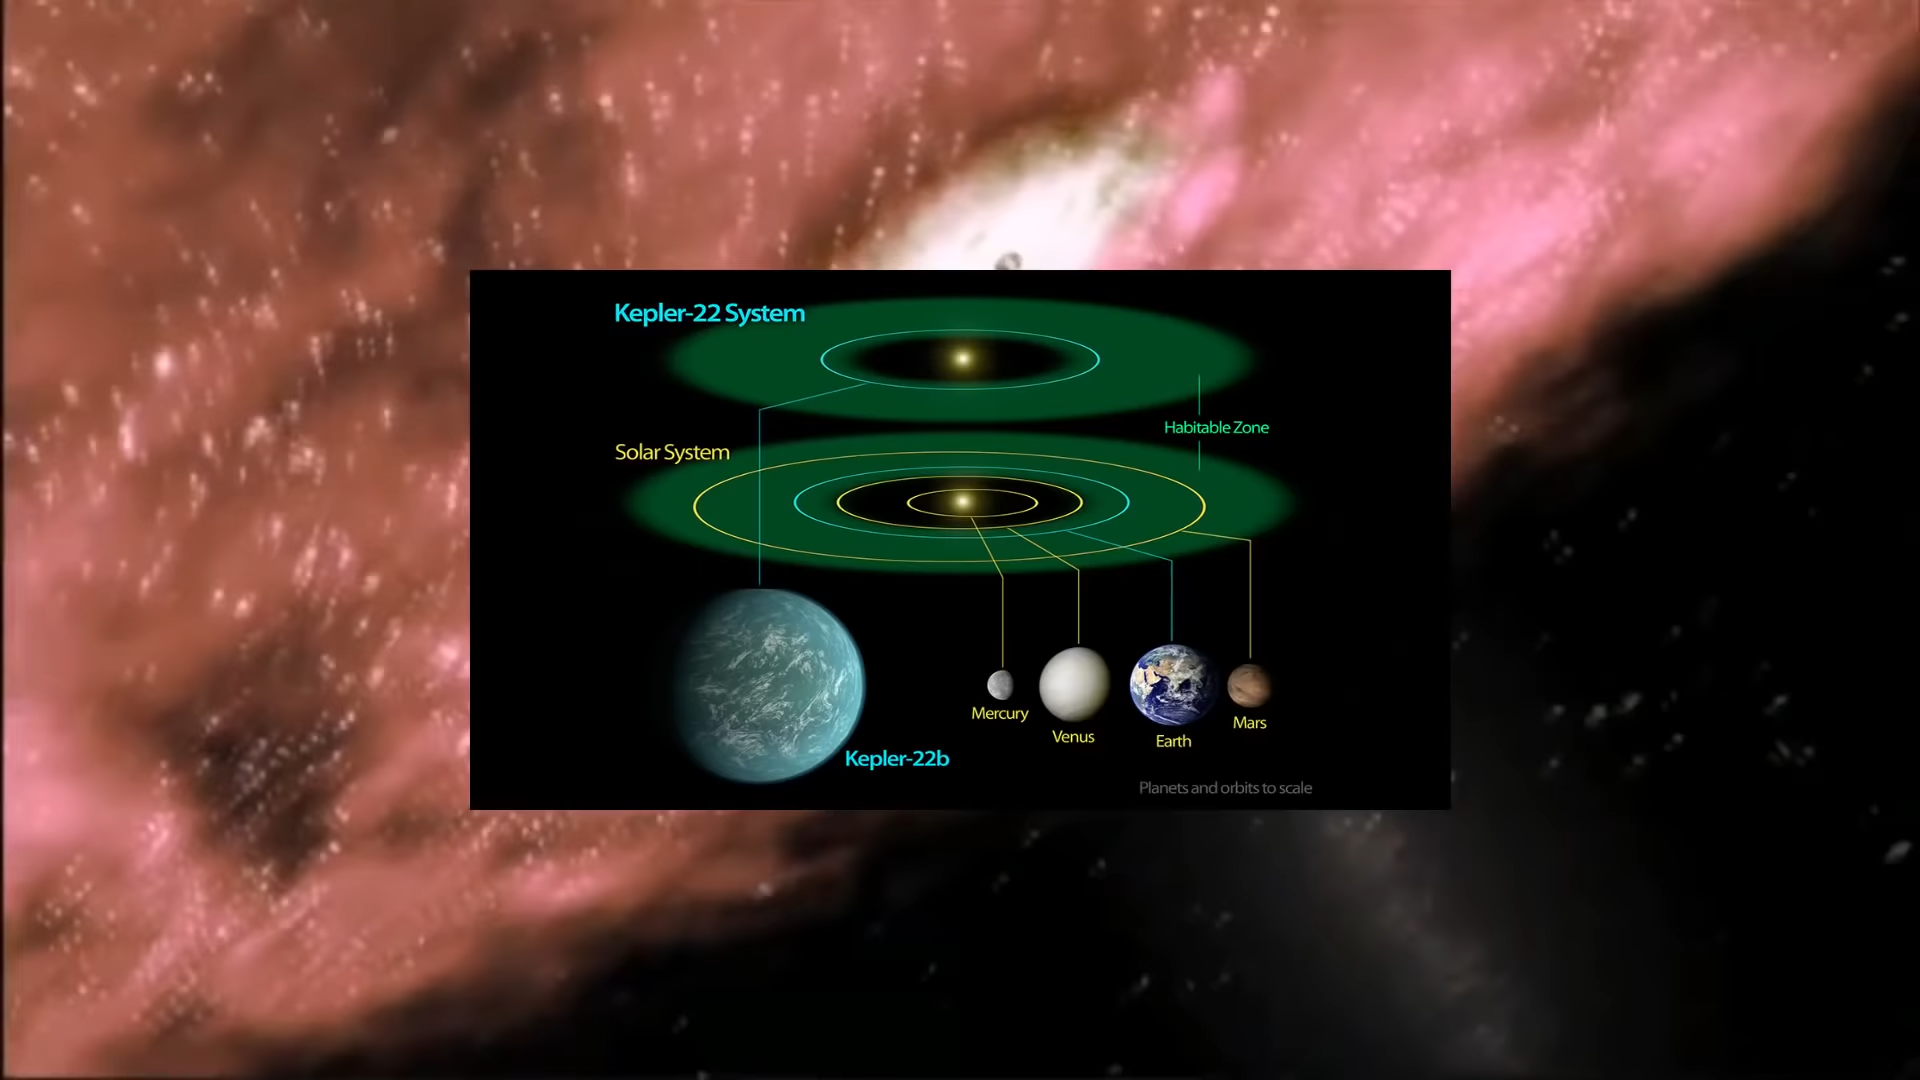 Kepler-22 System
Habitable Zone
Solar System
Mercury
Venus
Earth
Mars
Kepler-22b
Planets and orbits to scale